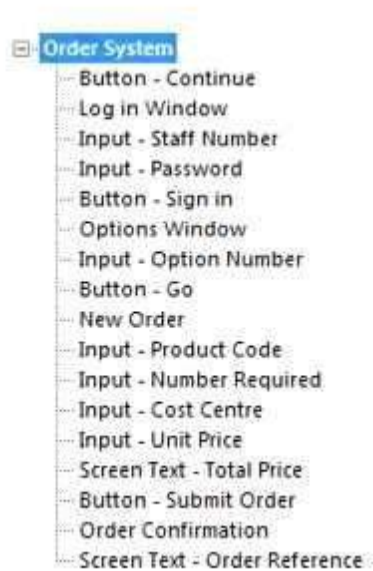 Order System
Button - Continue
Log in Window
Input - Staff Number
Input - Password
Button - Sign in
Options Window
Input - Option Number
Button - Go
New Order
Input - Product Code
Input - Number Required
Input - Cost Centre
Input - Unit Price
Screen Text - Total Price
Button - Submit Order
Order Confirmation
Screen Text - Order Reference